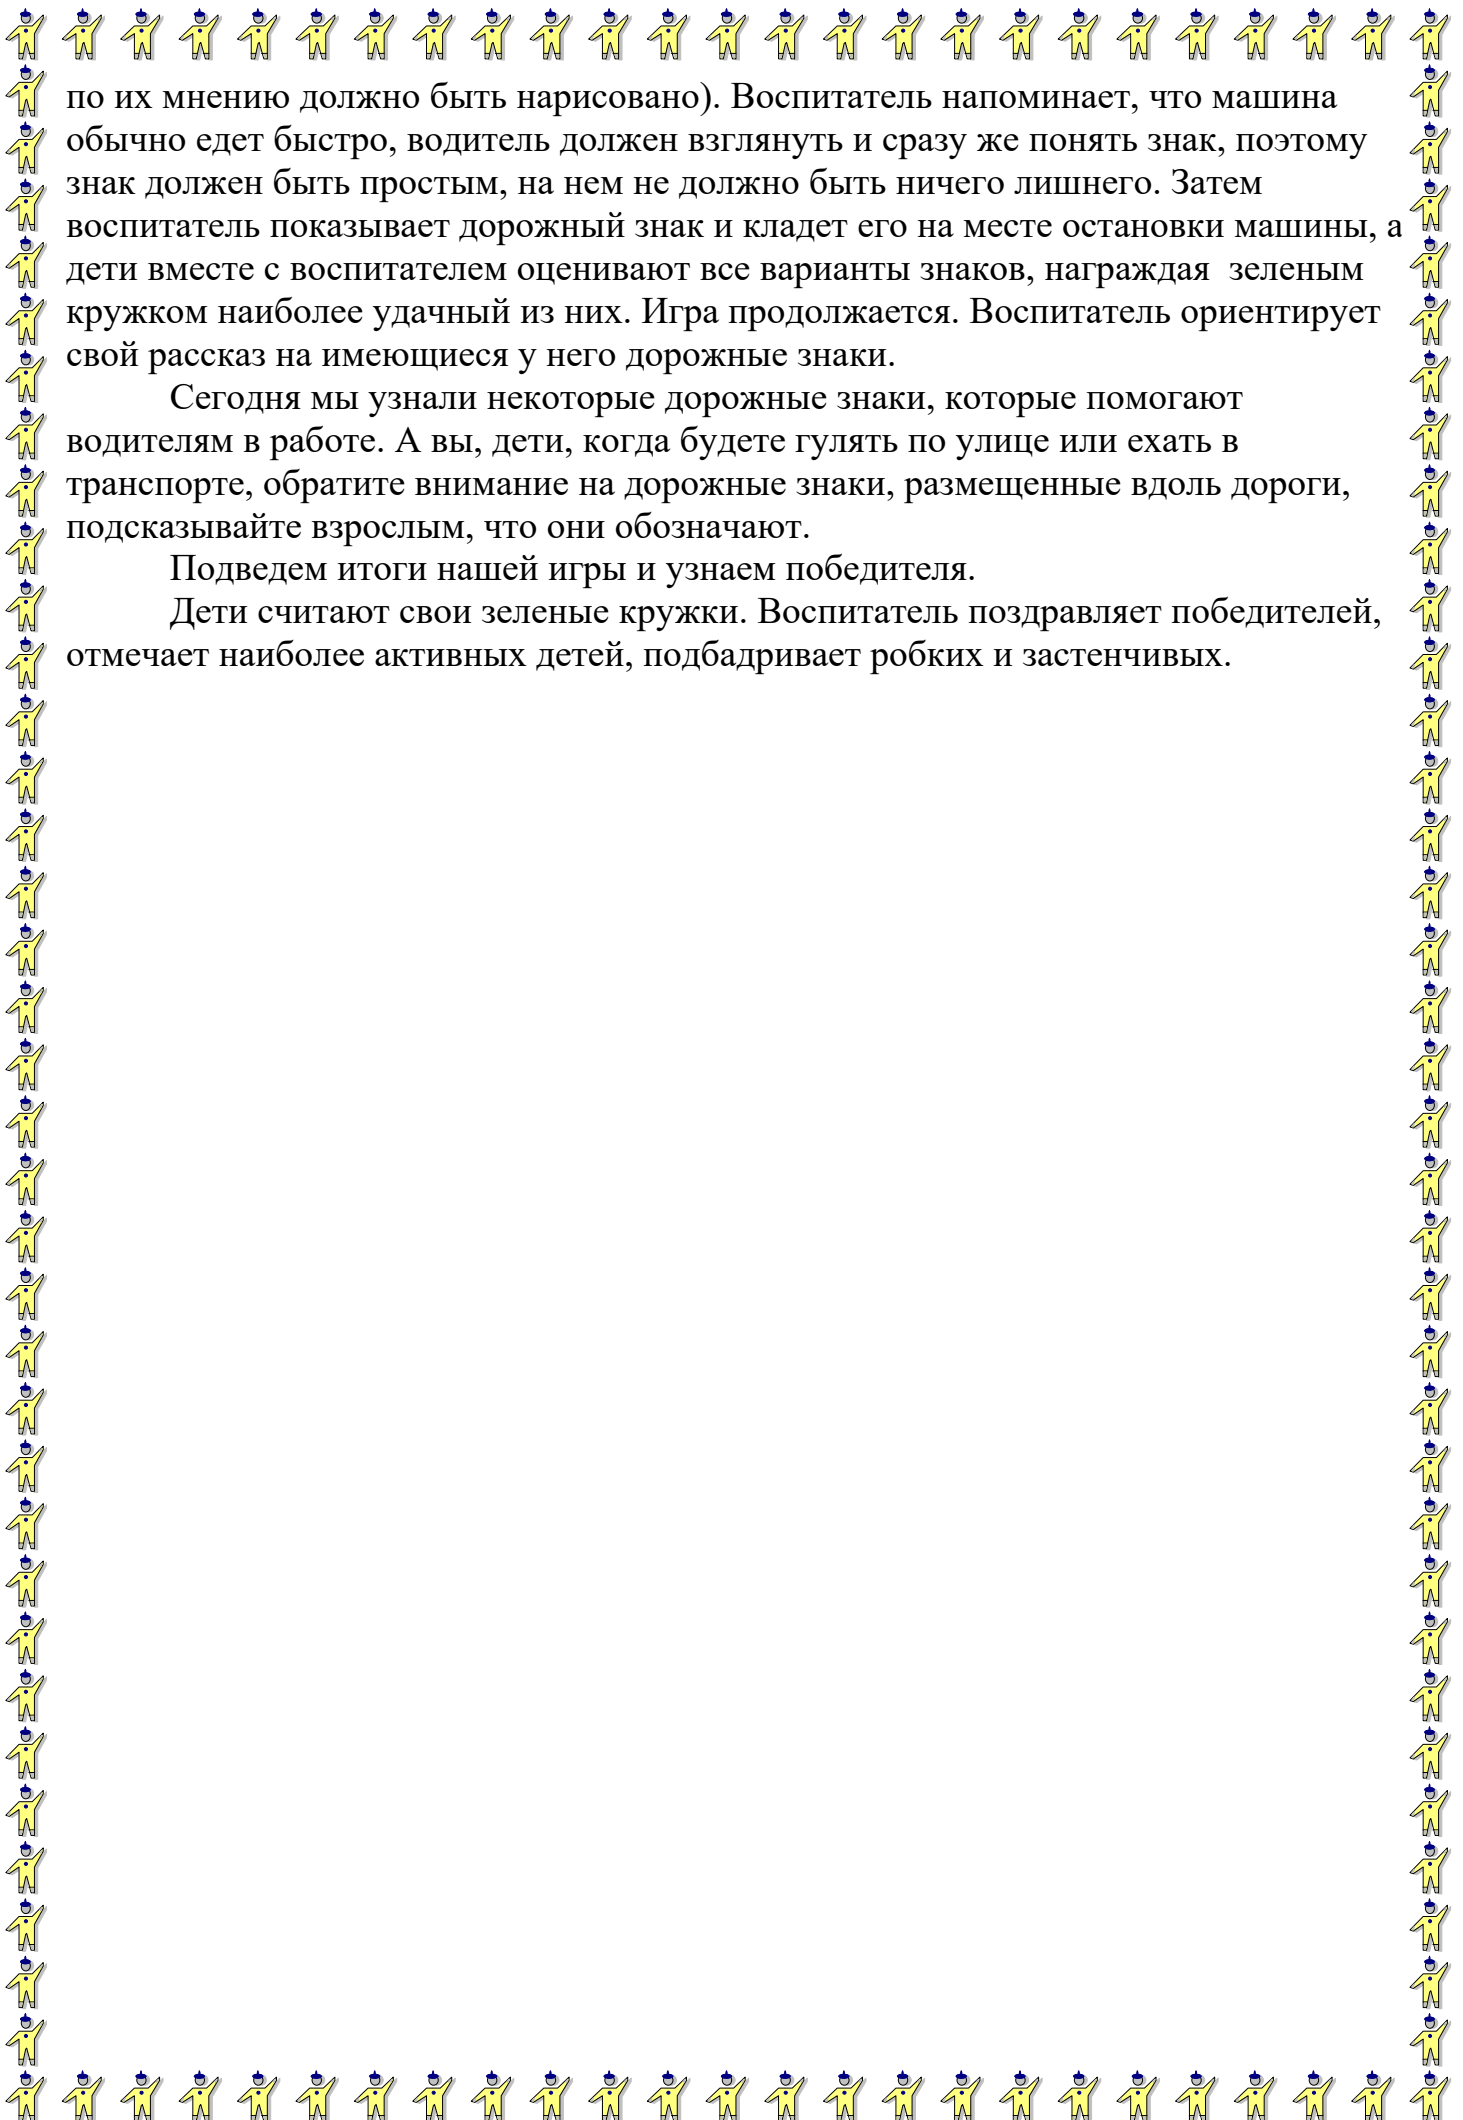 по их мнению должно быть нарисовано). Воспитатель напоминает, что машина
обычно едет быстро, водитель должен взглянуть и сразу же понять знак, поэтому
знак должен быть простым, на нем не должно быть ничего лишнего. Затем
воспитатель показывает дорожный знак и кладет его на месте остановки машины, а
дети вместе с воспитателем оценивают все варианты знаков, награждая  зеленым
кружком наиболее удачный из них. Игра продолжается. Воспитатель ориентирует
свой рассказ на имеющиеся у него дорожные знаки.
Сегодня мы узнали некоторые дорожные знаки, которые помогают
водителям в работе. А вы, дети, когда будете гулять по улице или ехать в
транспорте, обратите внимание на дорожные знаки, размещенные вдоль дороги,
подсказывайте взрослым, что они обозначают.
Подведем итоги нашей игры и узнаем победителя.
Дети считают свои зеленые кружки. Воспитатель поздравляет победителей,
отмечает наиболее активных детей, подбадривает робких и застенчивых.